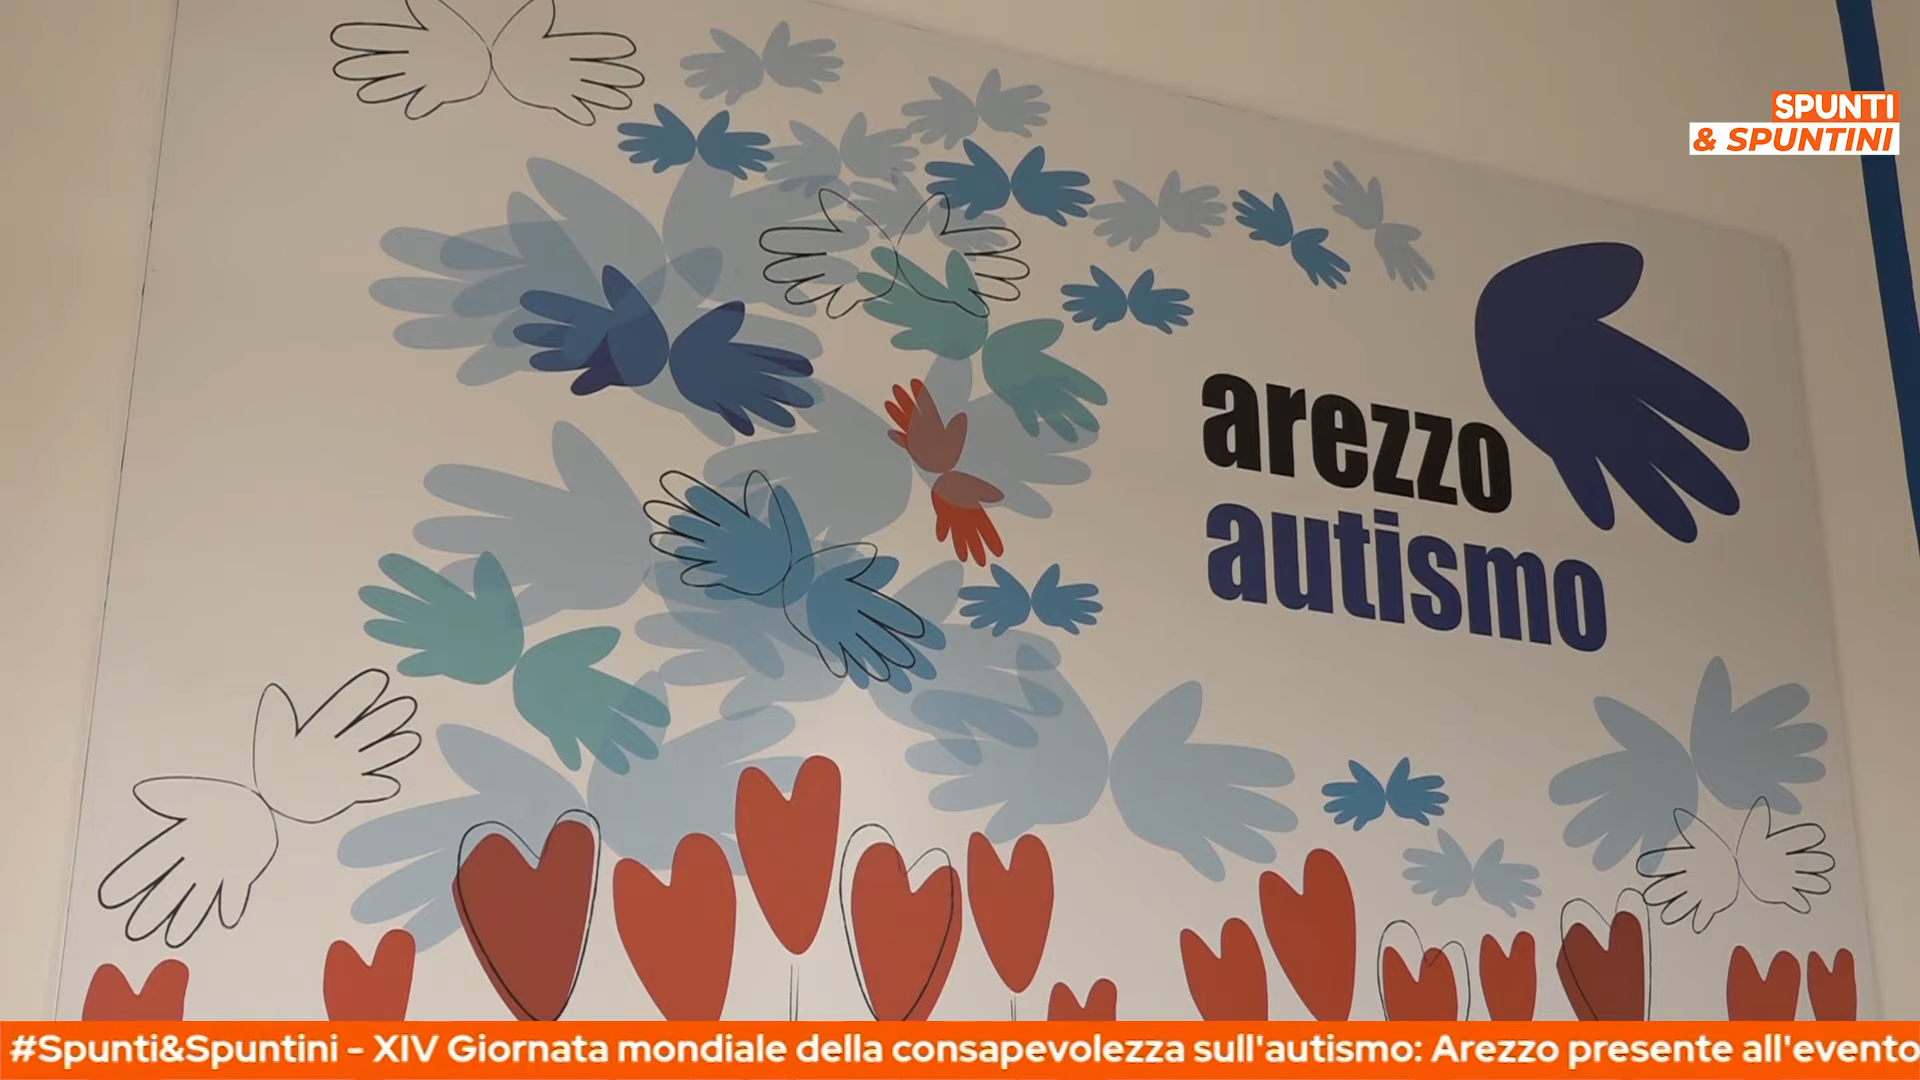 SPUNTI
& SPUNTINI
arezzo
autismo
#Spunti&Spuntini - XIV Giornata mondiale della consapevolezza sull'autismo: Arezzo presente all'evento